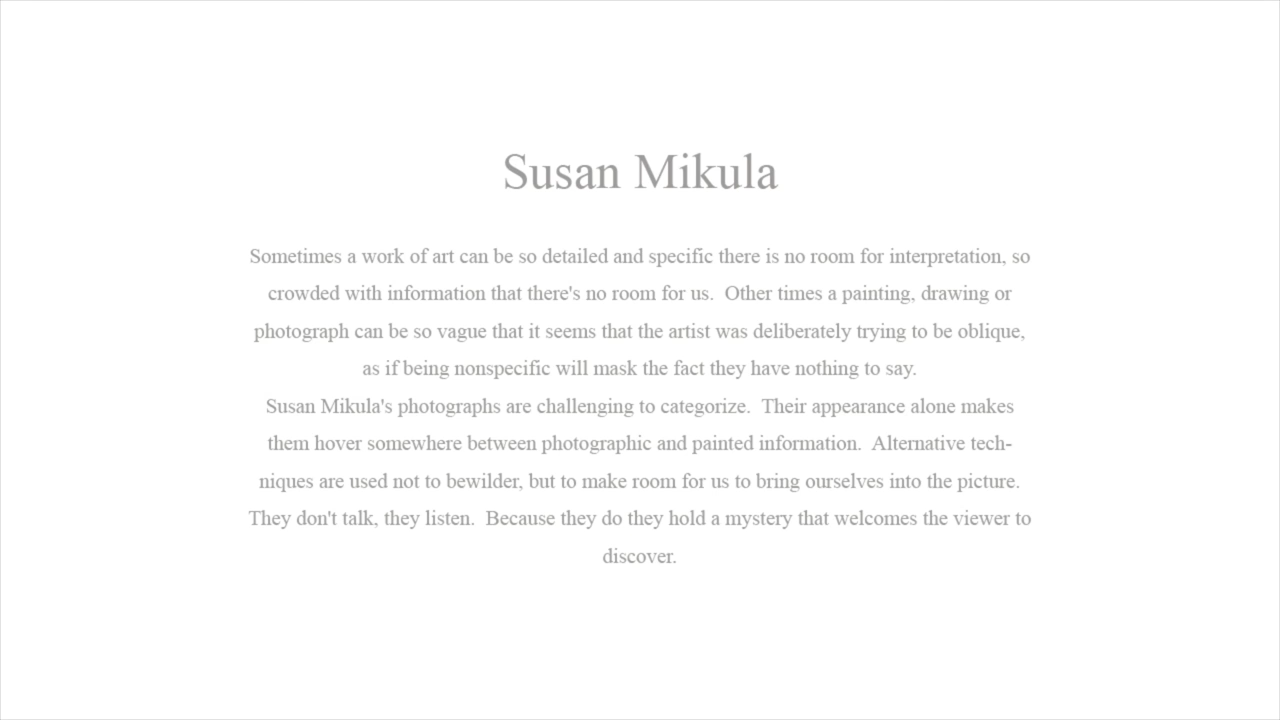 Susan Mikula
Sometimes a work of art can be so detailed and specific there is no room for interpretation, so
crowded with information that there's no room for us.  Other times a painting, drawing or
photograph can be so vague that it seems that the artist was deliberately trying to be oblique,
as if being nonspecific will mask the fact they have nothing to say.
Susan Mikula's photographs are challenging to categorize.  Their appearance alone makes
them hover somewhere between photographic and painted information.  Alternative tech-
niques are used not to bewilder, but to make room for us to bring ourselves into the picture.
They don't talk, they listen.  Because they do they hold a mystery that welcomes the viewer to
discover.